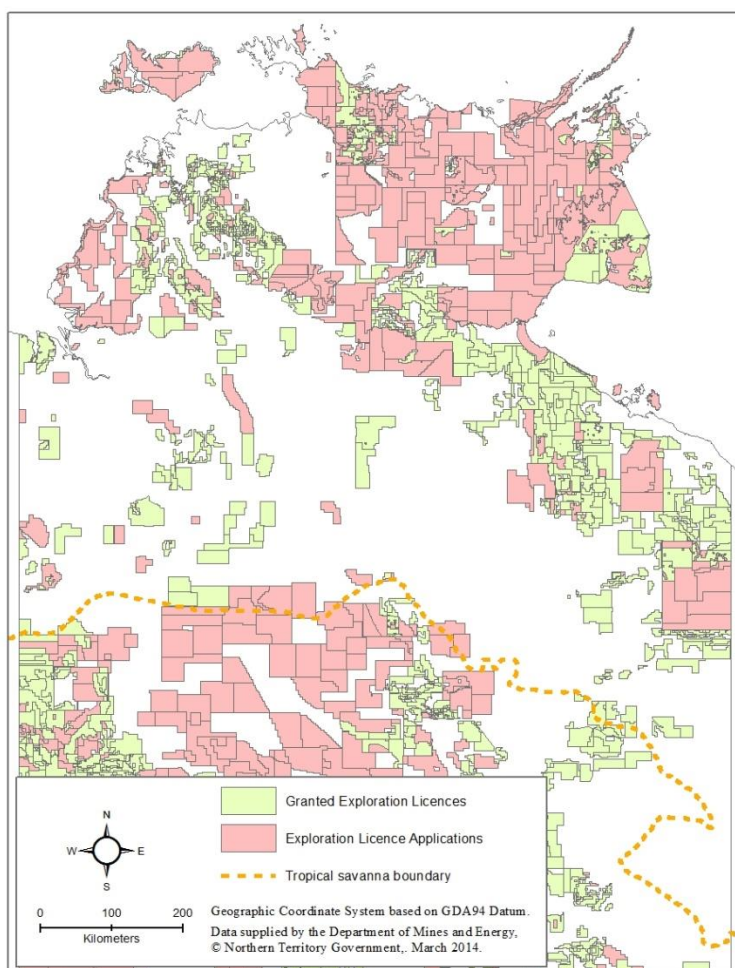 Granted Exploration Licences
Exploration Licence Applications
Tropical savanna boundary
N
W E
S
0 100 200
Kilometers
Geographic Coordinate System based on GDA94 Datum.
Data supplied by the Department of Mines and Energy,
© Northern Territory Government,. March 2014.